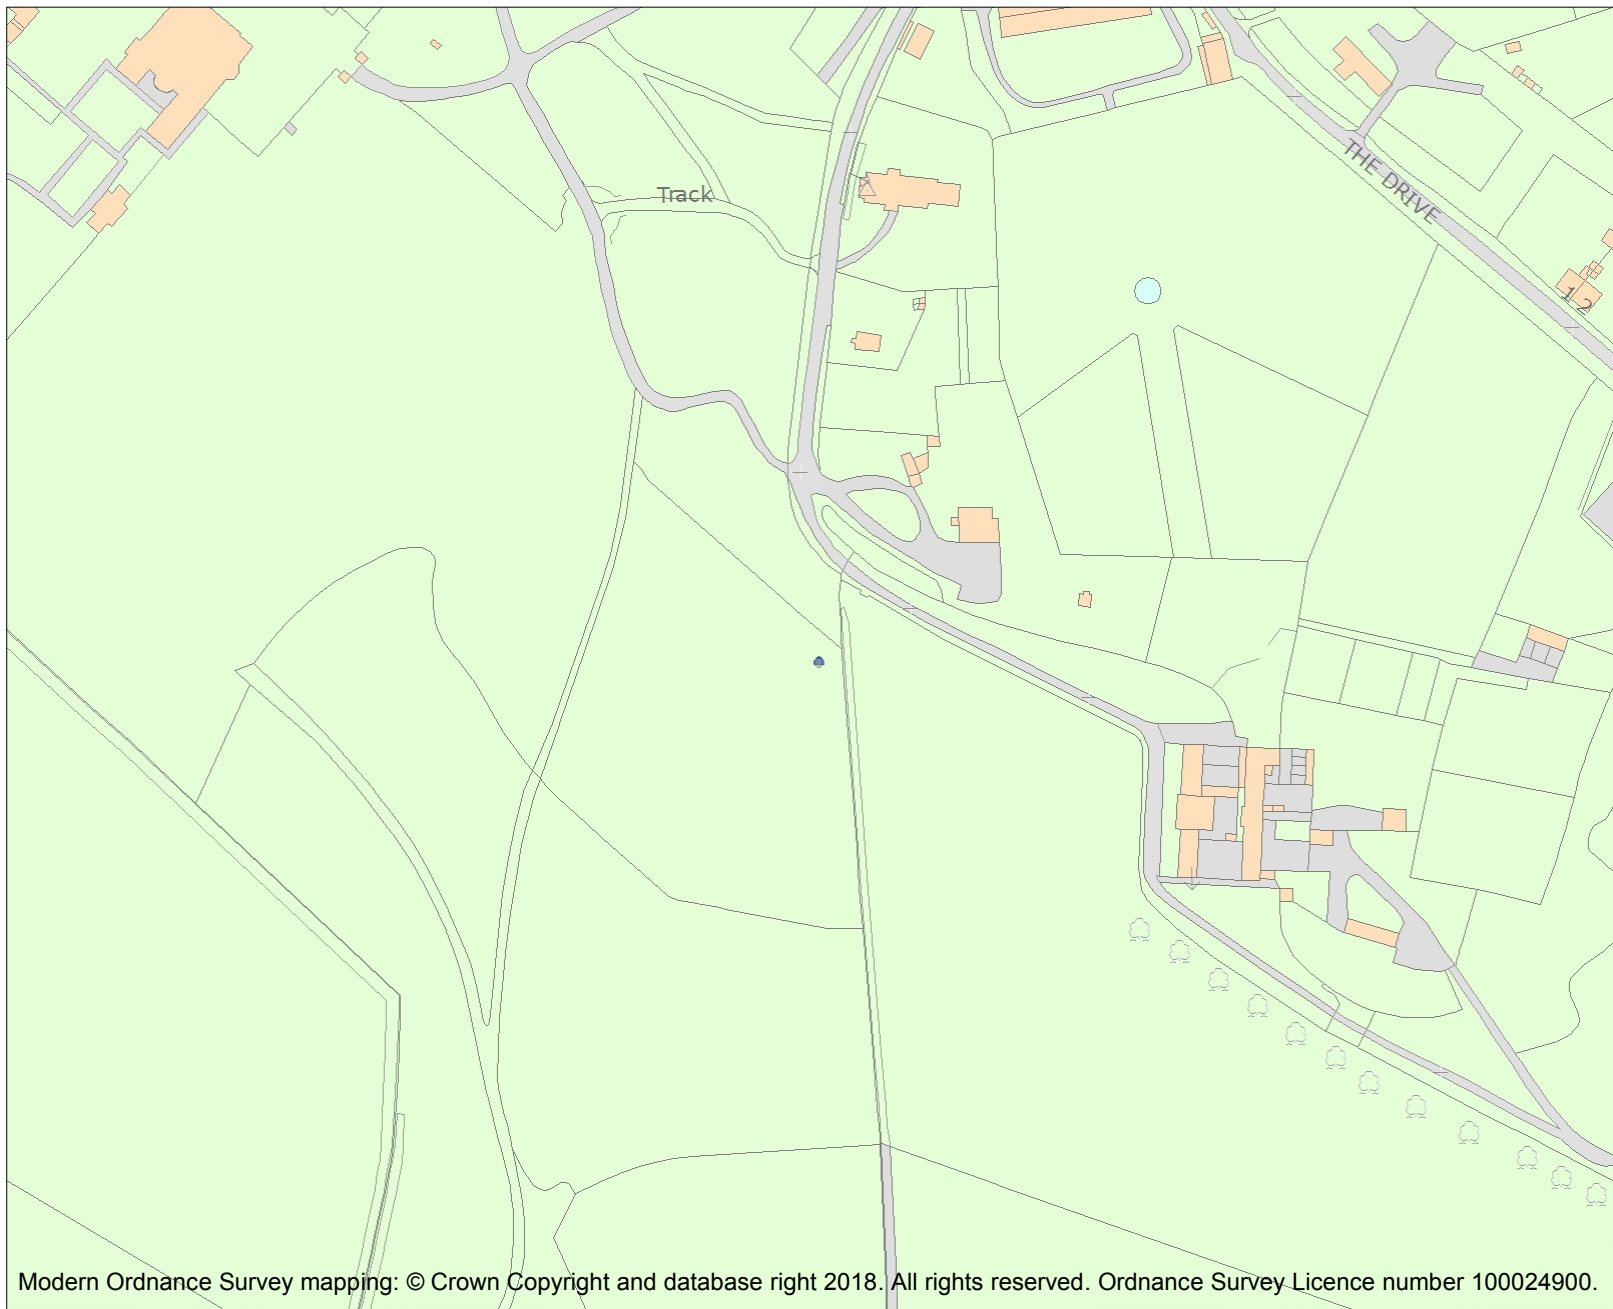 THE DRIVE
Track
1 2
Modern Ordnance Survey mapping: © Crown Copyright and database right 2018. All rights reserved. Ordnance Survey Licence number 100024900.